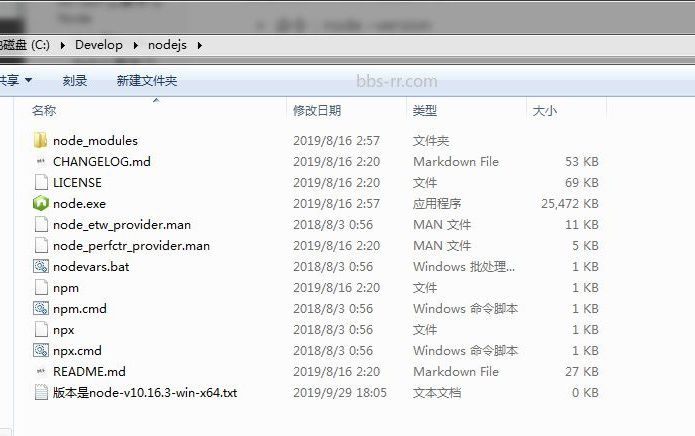 命令：node -version
磁盘 (C:) ▸ Develop ▸ nodejs ▸
共享 刻录 新建文件夹 bbs-rr.com
名称 修改日期 类型 大小
node_modules 2019/8/16 2:57 文件夹
CHANGELOG.md 2019/8/16 2:20 Markdown File 53 KB
LICENSE 2019/8/16 2:20 文件 69 KB
node.exe 2019/8/16 2:57 应用程序 25,472 KB
node_etw_provider.man 2018/8/3 0:56 MAN 文件 11 KB
node_perfctr_provider.man 2019/8/16 2:20 MAN 文件 5 KB
nodevars.bat 2018/8/3 0:56 Windows 批处理... 1 KB
npm 2019/8/16 2:20 文件 1 KB
npm.cmd 2018/8/3 0:56 Windows 命令脚本 1 KB
npx 2018/8/3 0:56 文件 1 KB
npx.cmd 2018/8/3 0:56 Windows 命令脚本 1 KB
README.md 2019/8/16 2:20 Markdown File 27 KB
版本是node-v10.16.3-win-x64.txt 2019/9/29 18:05 文本文档 0 KB